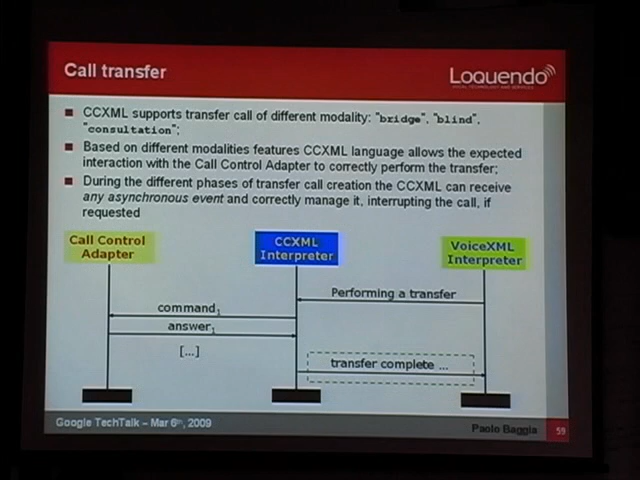 Call transfer
Loquendo
CCXML supports transfer call of different modality: "bridge", "blind",
"consultation";
Based on different modalities features CCXML language allows the expected
interaction with the Call Control Adapter to correctly perform the transfer;
During the different phases of transfer call creation the CCXML can receive
any asynchronous event and correctly manage it, interrupting the call, if
requested
Call Control
Adapter
CCXML
Interpreter
VoiceXML
Interpreter
Performing a transfer
command1
answer1
[...]
transfer complete ...
Google TechTalk – Mar 6th, 2009
Paolo Baggia
59